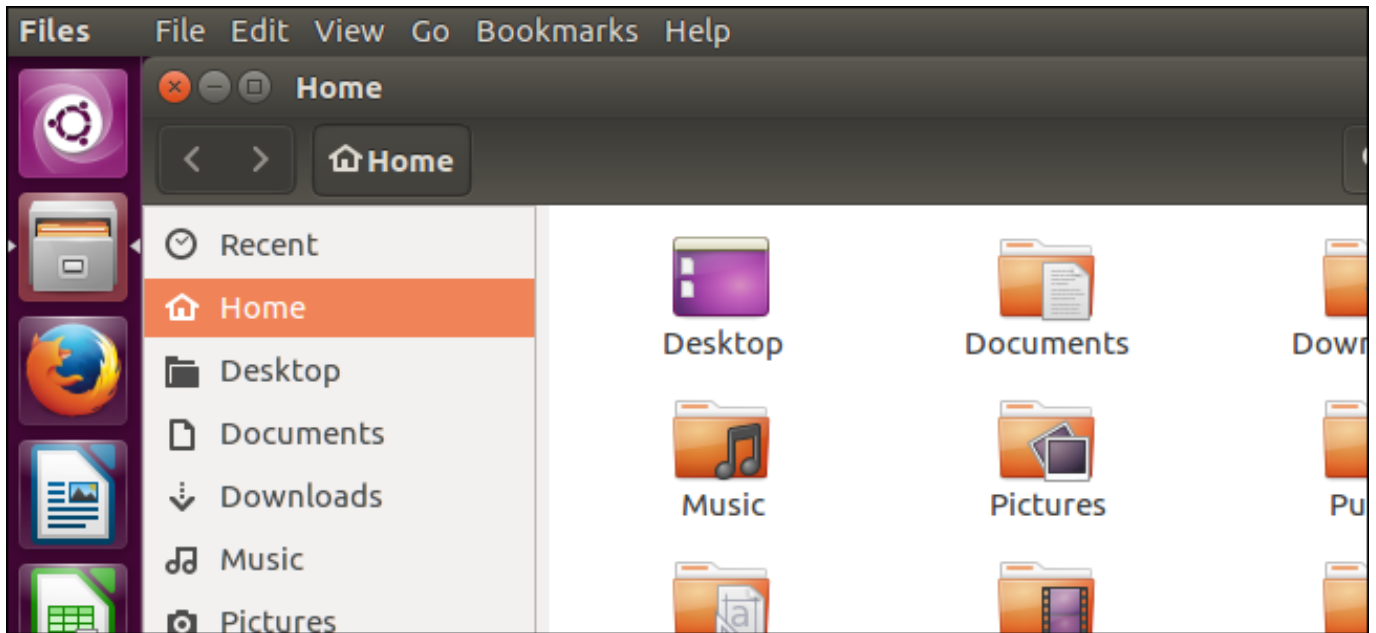 Files File Edit View Go Bookmarks Help
Home
Home
Recent
Home
Desktop
Documents
Downloads
Music
Pictures
Desktop Documents
Music Pictures